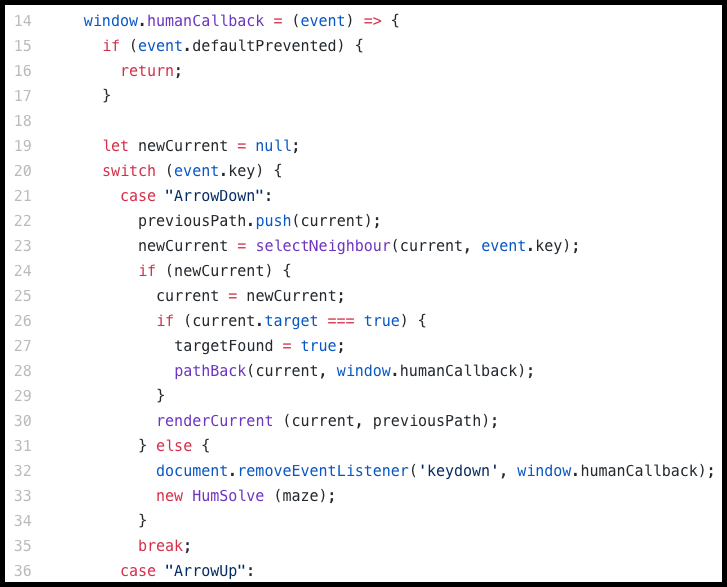 14 window.humanCallback = (event) => {
15 if (event.defaultPrevented) {
16 return;
17 }
18
19 let newCurrent = null;
20 switch (event.key) {
21 case "ArrowDown":
22 previousPath.push(current);
23 newCurrent = selectNeighbour(current, event.key);
24 if (newCurrent) {
25 current = newCurrent;
26 if (current.target === true) {
27 targetFound = true;
28 pathBack(current, window.humanCallback);
29 }
30 renderCurrent (current, previousPath);
31 } else {
32 document.removeEventListener('keydown', window.humanCallback);
33 new HumSolve (maze);
34 }
35 break;
36 case "ArrowUp":